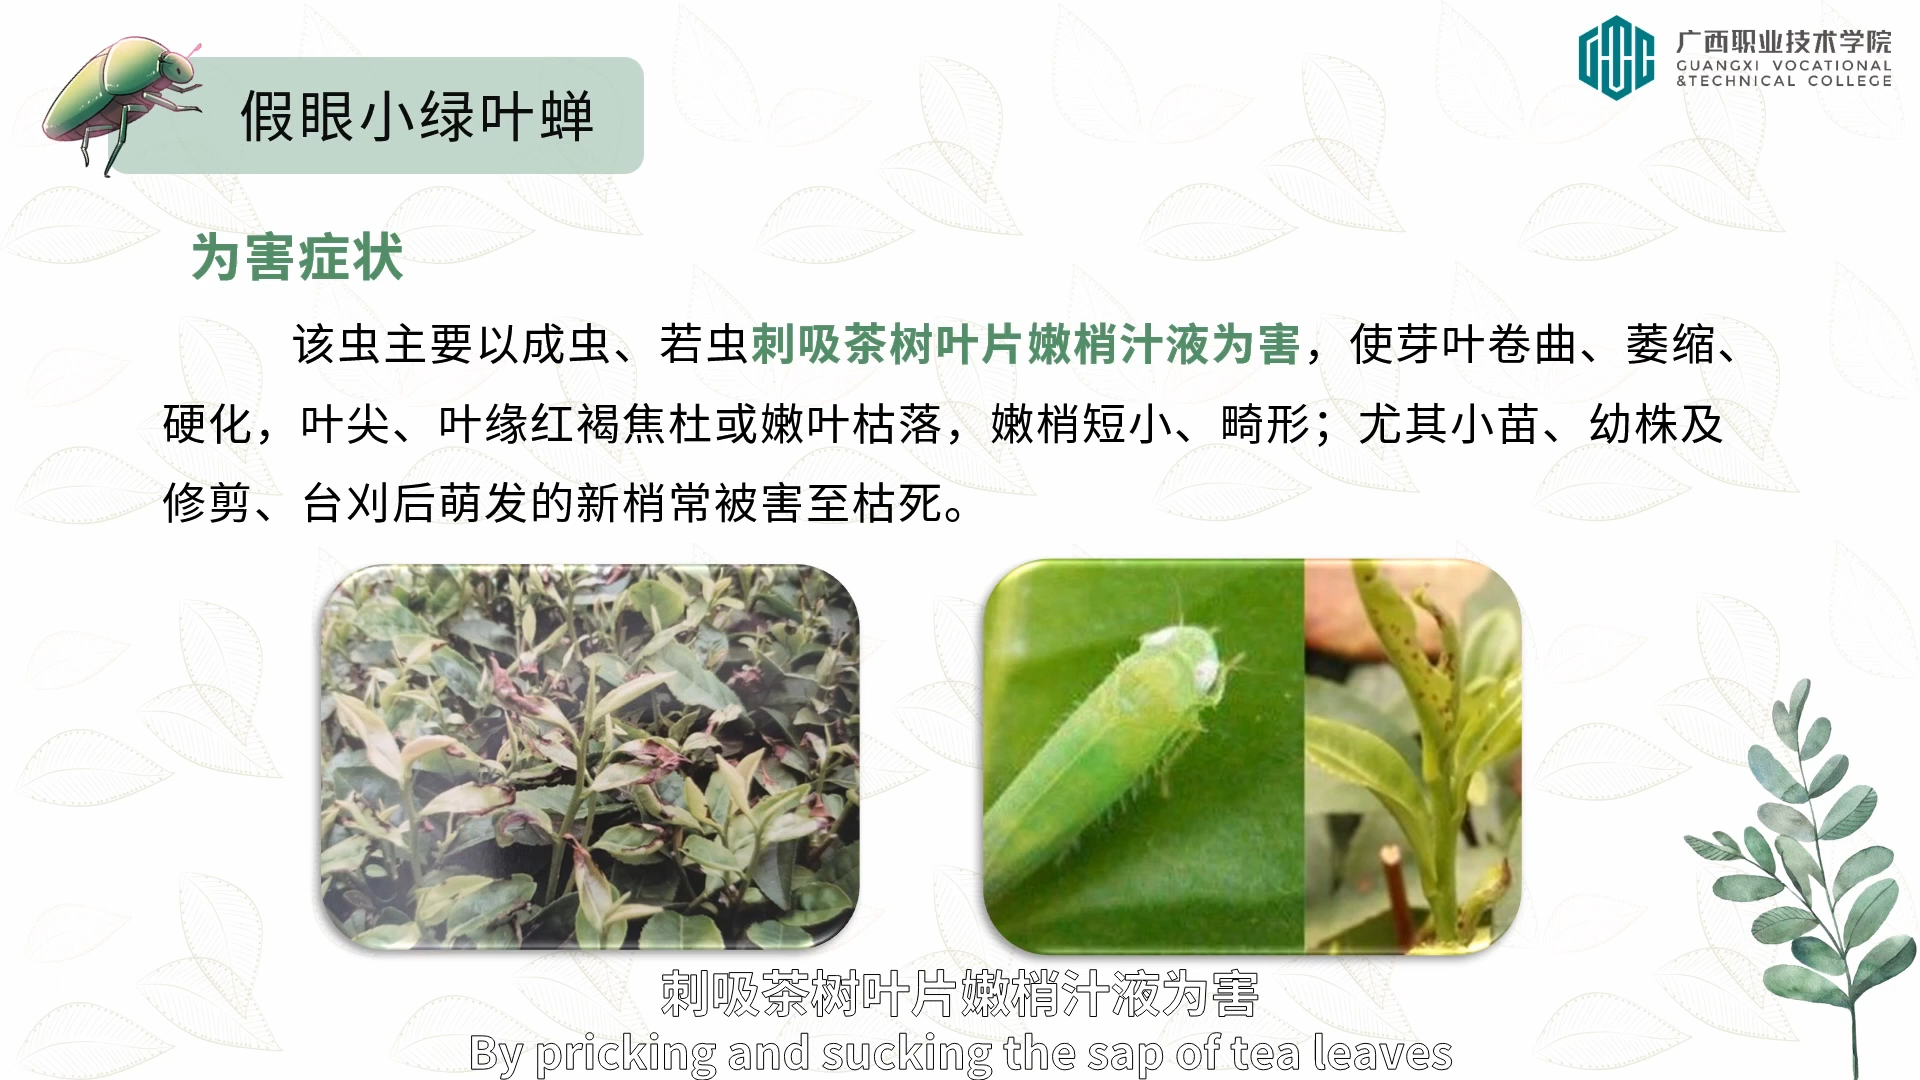 广西职业技术学院
GUANGXI VOCATIONAL
&TECHNICAL COLLEGE
假眼小绿叶蝉
为害症状
该虫主要以成虫、若虫刺吸茶树叶片嫩梢汁液为害，使芽叶卷曲、萎缩、
硬化，叶尖、叶缘红褐焦杜或嫩叶枯落，嫩梢短小、畸形；尤其小苗、幼株及
修剪、台刈后萌发的新梢常被害至枯死。
刺吸茶树叶片嫩梢汁液为害
By pricking and sucking the sap of tea leaves